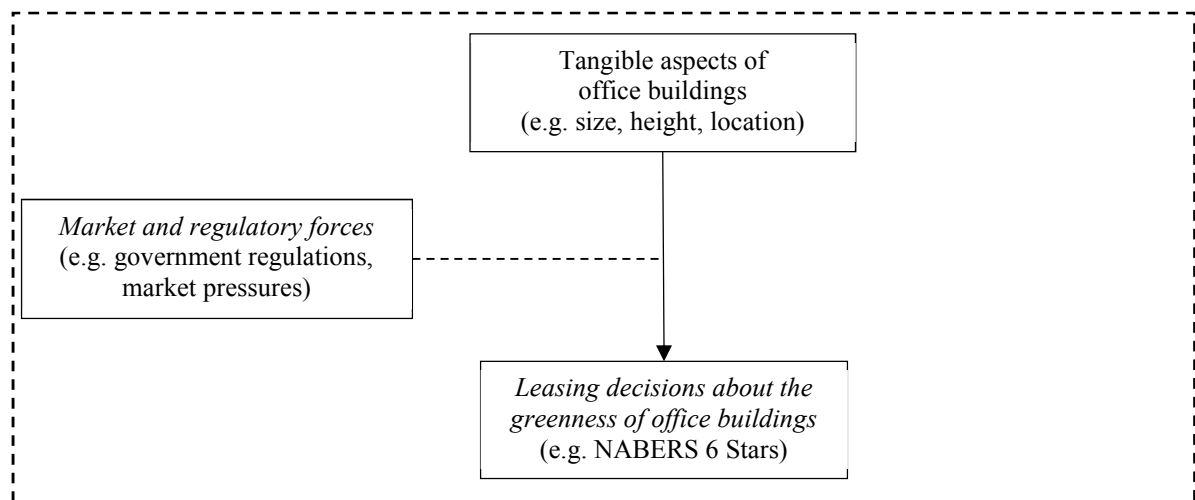 Tangible aspects of
office buildings
(e.g. size, height, location)
Market and regulatory forces
(e.g. government regulations,
market pressures)
Leasing decisions about the
greenness of office buildings
(e.g. NABERS 6 Stars)